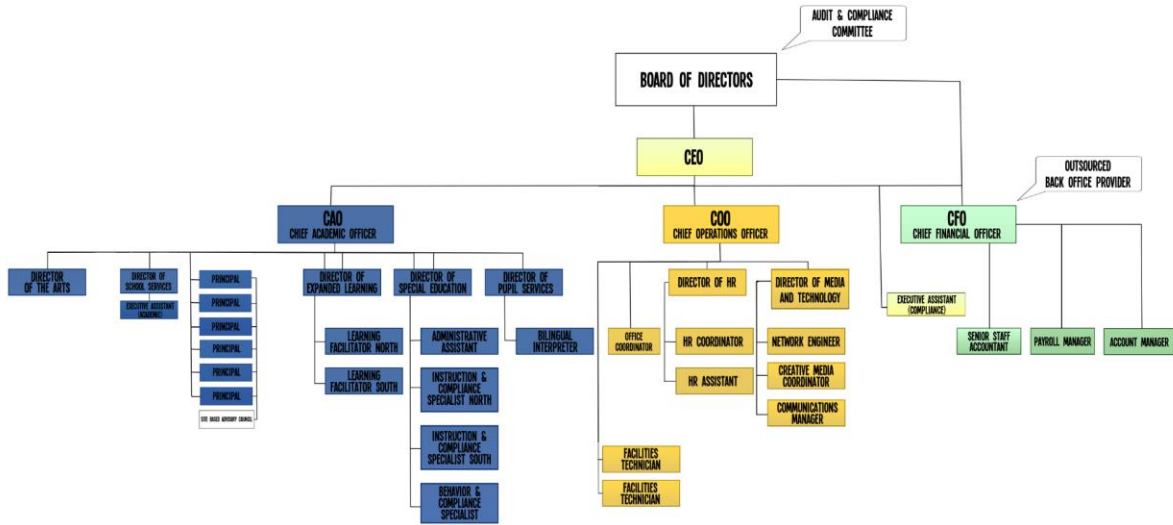 AUDIT & COMPLIANCE
COMMITTEE
BOARD OF DIRECTORS
CEO
OUTSOURCED
BACK OFFICE PROVIDER
CAO
CHIEF ACADEMIC OFFICER
COO
CHIEF OPERATIONS OFFICER
CFO
CHIEF FINANCIAL OFFICER
DIRECTOR
OF THE ARTS
DIRECTOR OF
SCHOOL SERVICES
EXECUTIVE ASSISTANT
(ACADEMIC)
PRINCIPAL
PRINCIPAL
PRINCIPAL
PRINCIPAL
PRINCIPAL
PRINCIPAL
SITE BASED ADVISORY COUNCIL
DIRECTOR OF
EXPANDED LEARNING
LEARNING
FACILITATOR NORTH
LEARNING
FACILITATOR SOUTH
DIRECTOR OF
SPECIAL EDUCATION
ADMINISTRATIVE
ASSISTANT
INSTRUCTION &
COMPLIANCE
SPECIALIST NORTH
INSTRUCTION &
COMPLIANCE
SPECIALIST SOUTH
BEHAVIOR &
COMPLIANCE
SPECIALIST
DIRECTOR OF
PUPIL SERVICES
BILINGUAL
INTERPRETER
OFFICE
COORDINATOR
DIRECTOR OF HR
HR COORDINATOR
HR ASSISTANT
DIRECTOR OF MEDIA
AND TECHNOLOGY
NETWORK ENGINEER
CREATIVE MEDIA
COORDINATOR
COMMUNICATIONS
MANAGER
FACILITIES
TECHNICIAN
FACILITIES
TECHNICIAN
EXECUTIVE ASSISTANT
(COMPLIANCE)
SENIOR STAFF
ACCOUNTANT
PAYROLL MANAGER
ACCOUNT MANAGER